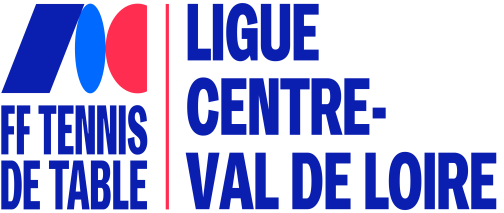 FF TENNIS
DE TABLE
LIGUE
CENTRE-
VAL DE LOIRE